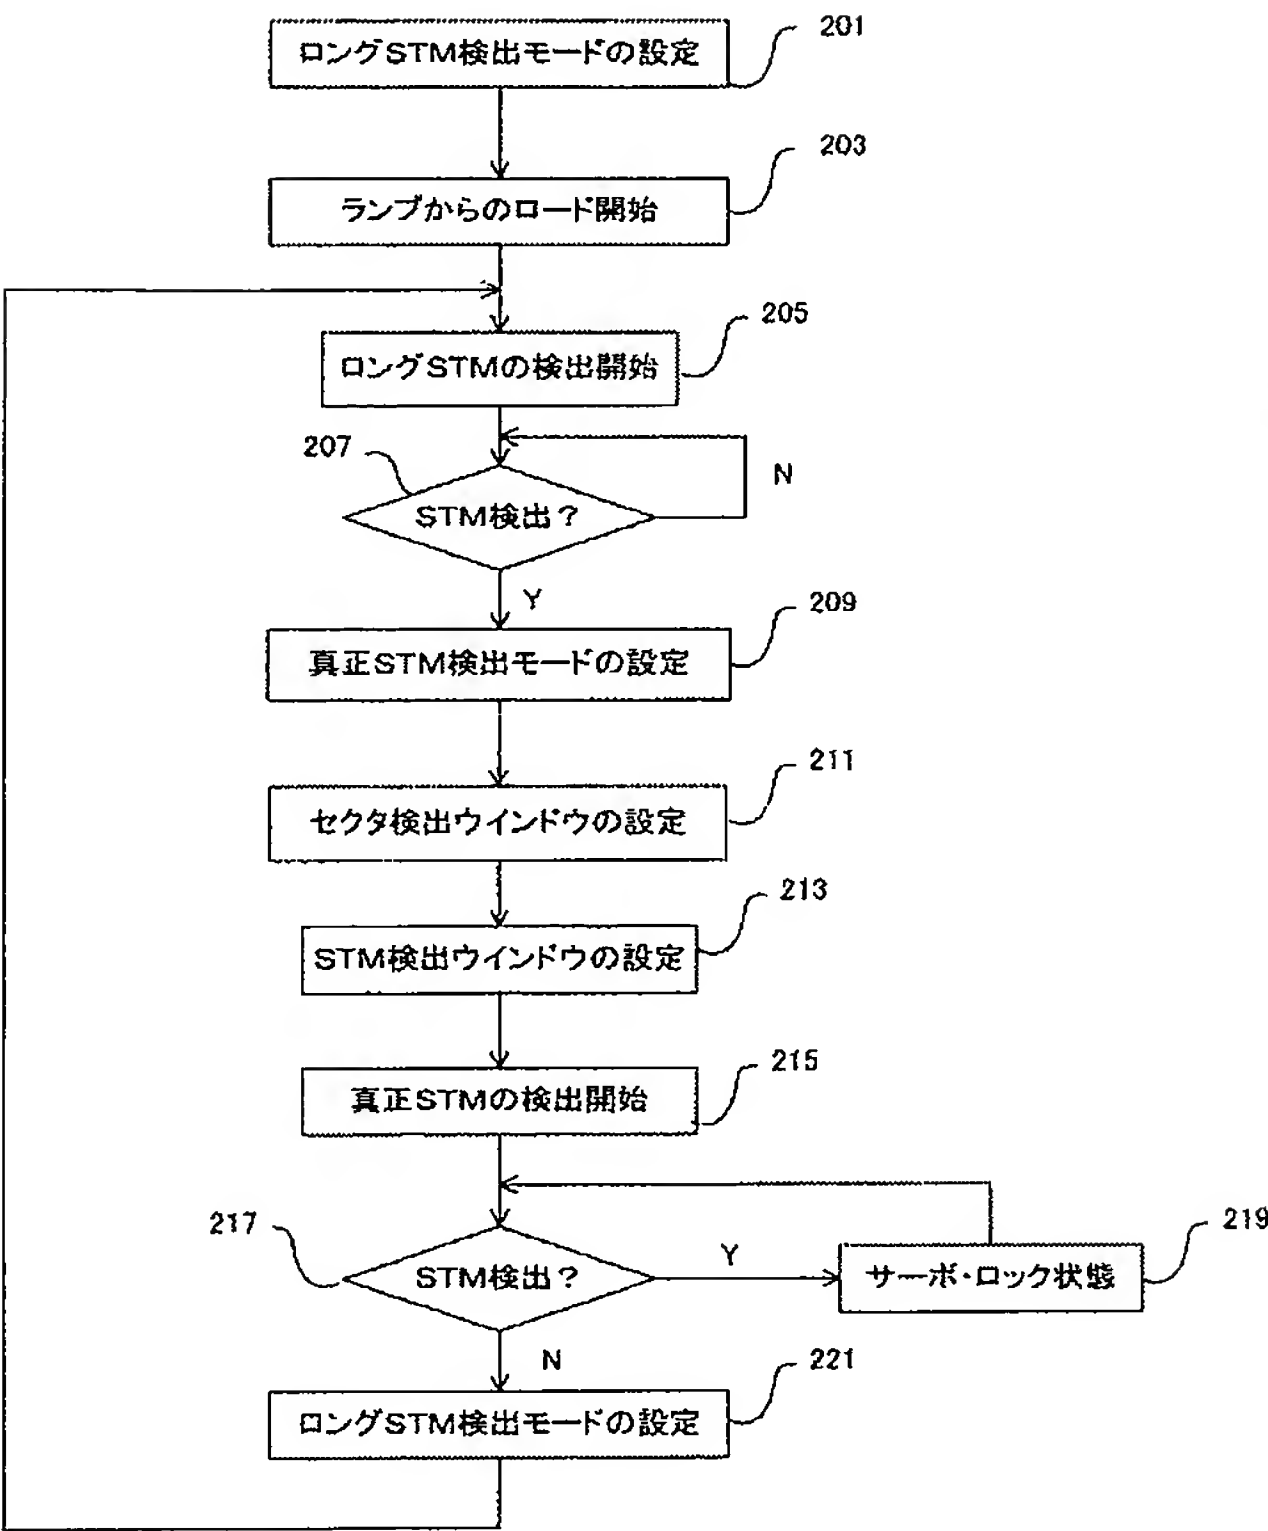 ロングSTM検出モードの設定
201
ランプからのロード開始
203
ロングSTMの検出開始
205
207
STM検出？
N
Y
真正STM検出モードの設定
209
セクタ検出ウインドウの設定
211
STM検出ウインドウの設定
213
真正STMの検出開始
215
217
STM検出？
Y
サーボ・ロック状態
219
N
ロングSTM検出モードの設定
221